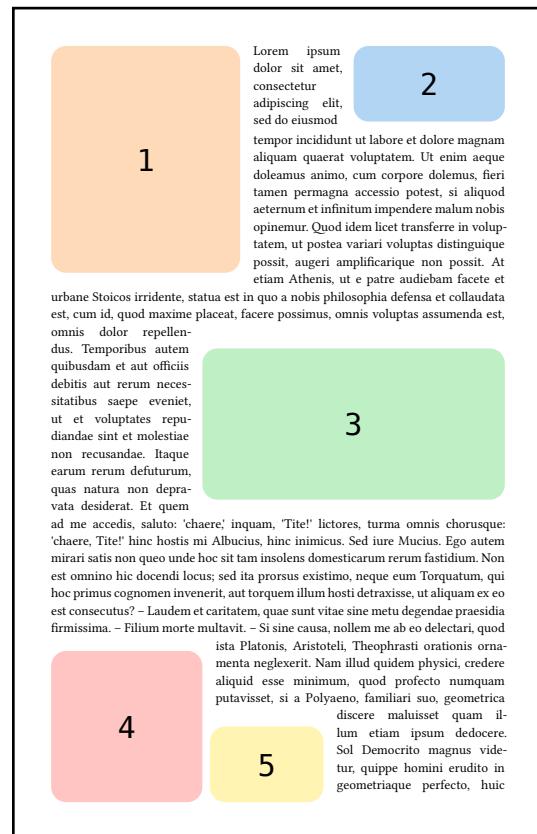 Lorem ipsum
dolor sit amet,
consectetur
adipiscing elit,
sed do eiusmod
1
2
tempor incididunt ut labore et dolore magnam
aliquam quaerat voluptatem. Ut enim aeque
doleamus animo, cum corpore dolemus, fieri
tamen permagna accessio potest, si aliquod
aeternum et infinitum impendere malum nobis
opinemur. Quod idem licet transferre in volup-
tatem, ut postea variari voluptas distinguique
possit, augeri amplificarique non possit. At
etiam Athenis, ut e patre audiebam facete et
urbane Stoicos irridente, statua est in quo a nobis philosophia defensa et collaudata
est, cum id, quod maxime placeat, facere possimus, omnis voluptas assumenda est,
omnis dolor repellen-
dus. Temporibus autem
quibusdam et aut officiis
debitis aut rerum neces-
sitatibus saepe eveniet,
ut et voluptates repu-
diandae sint et molestiae
non recusandae. Itaque
earum rerum defuturum,
quas natura non depra-
vata desiderat. Et quem
3
ad me accedis, saluto: 'chaere,' inquam, 'Tite!' lictores, turma omnis chorusque:
'chaere, Tite!' hinc hostis mi Albucius, hinc inimicus. Sed iure Mucius. Ego autem
mirari satis non queo unde hoc sit tam insolens domesticarum rerum fastidium. Non
est omnino hic docendi locus; sed ita prorsus existimo, neque eum Torquatum, qui
hoc primus cognomen invenerit, aut torquem illum hosti detraxisse, ut aliquam ex eo
est consecutus? – Laudem et caritatem, quae sunt vitae sine metu degendae praesidia
firmissima. – Filium morte multavit. – Si sine causa, nollem me ab eo delectari, quod
ista Platonis, Aristoteli, Theophrasti orationis orna-
menta neglexerit. Nam illud quidem physici, credere
aliquid esse minimum, quod profecto numquam
putavisset, si a Polyaeno, familiari suo, geometrica
discere maluisset quam il-
lum etiam ipsum dedocere.
Sol Democrito magnus vide-
tur, quippe homini erudito in
geometriaque perfecto, huic
4
5